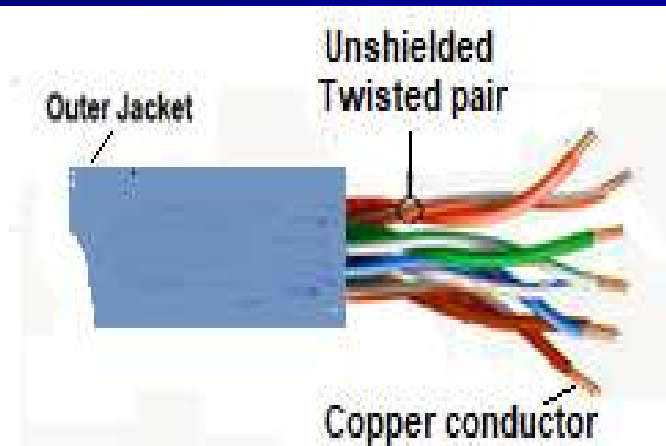 Unshielded
Twisted pair
Outer Jacket
Copper conductor